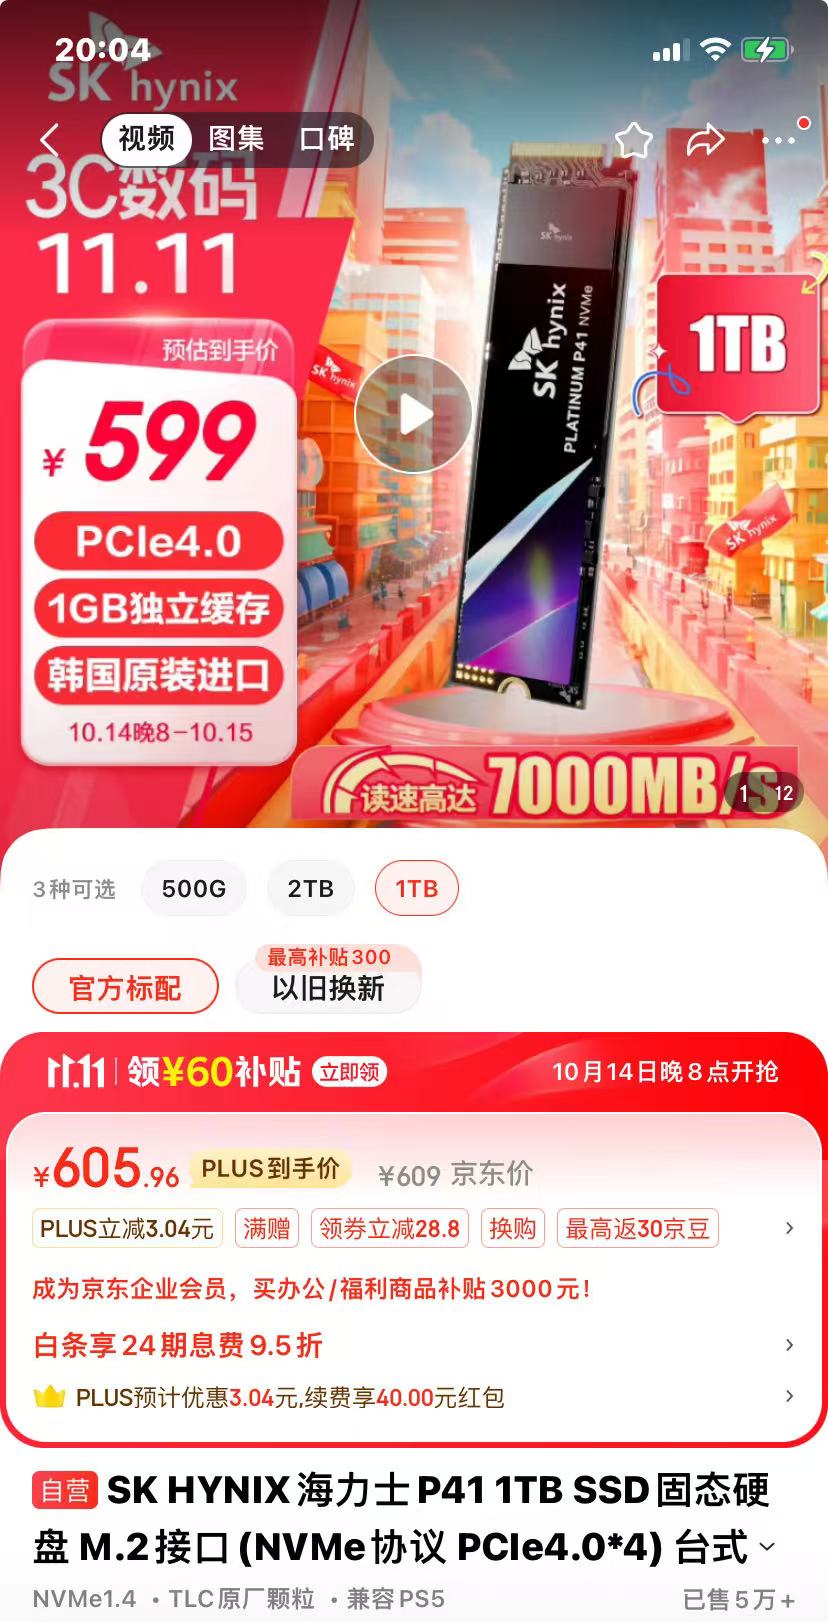 20:04
SK hynix
视频 图集 口碑
3C数码
11.11
预估到手价
¥599
PCIe4.0
1GB独立缓存
韩国原装进口
10.14晚8-10.15
SK hynix
SK hynix
SK hynix
PLATINUM P41 NVMe
1TB
SK hynix
读速高达 7000MB/s
1 12
3种可选 500G 2TB 1TB
最高补贴300
官方标配 以旧换新
11.11 领¥60补贴 立即领 10月14日晚8点开抢
¥605.96 PLUS到手价 ¥609 京东价
PLUS立减3.04元 满赠 领券立减28.8 换购 最高返30京豆
成为京东企业会员，买办公/福利商品补贴3000元！
白条享24期息费9.5折
PLUS预计优惠3.04元,续费享40.00元红包
自营 SK HYNIX海力士P41 1TB SSD固态硬
盘 M.2接口(NVMe协议 PCIe4.0*4) 台式
NVMe1.4 · TLC原厂颗粒 · 兼容PS5 已售5万+